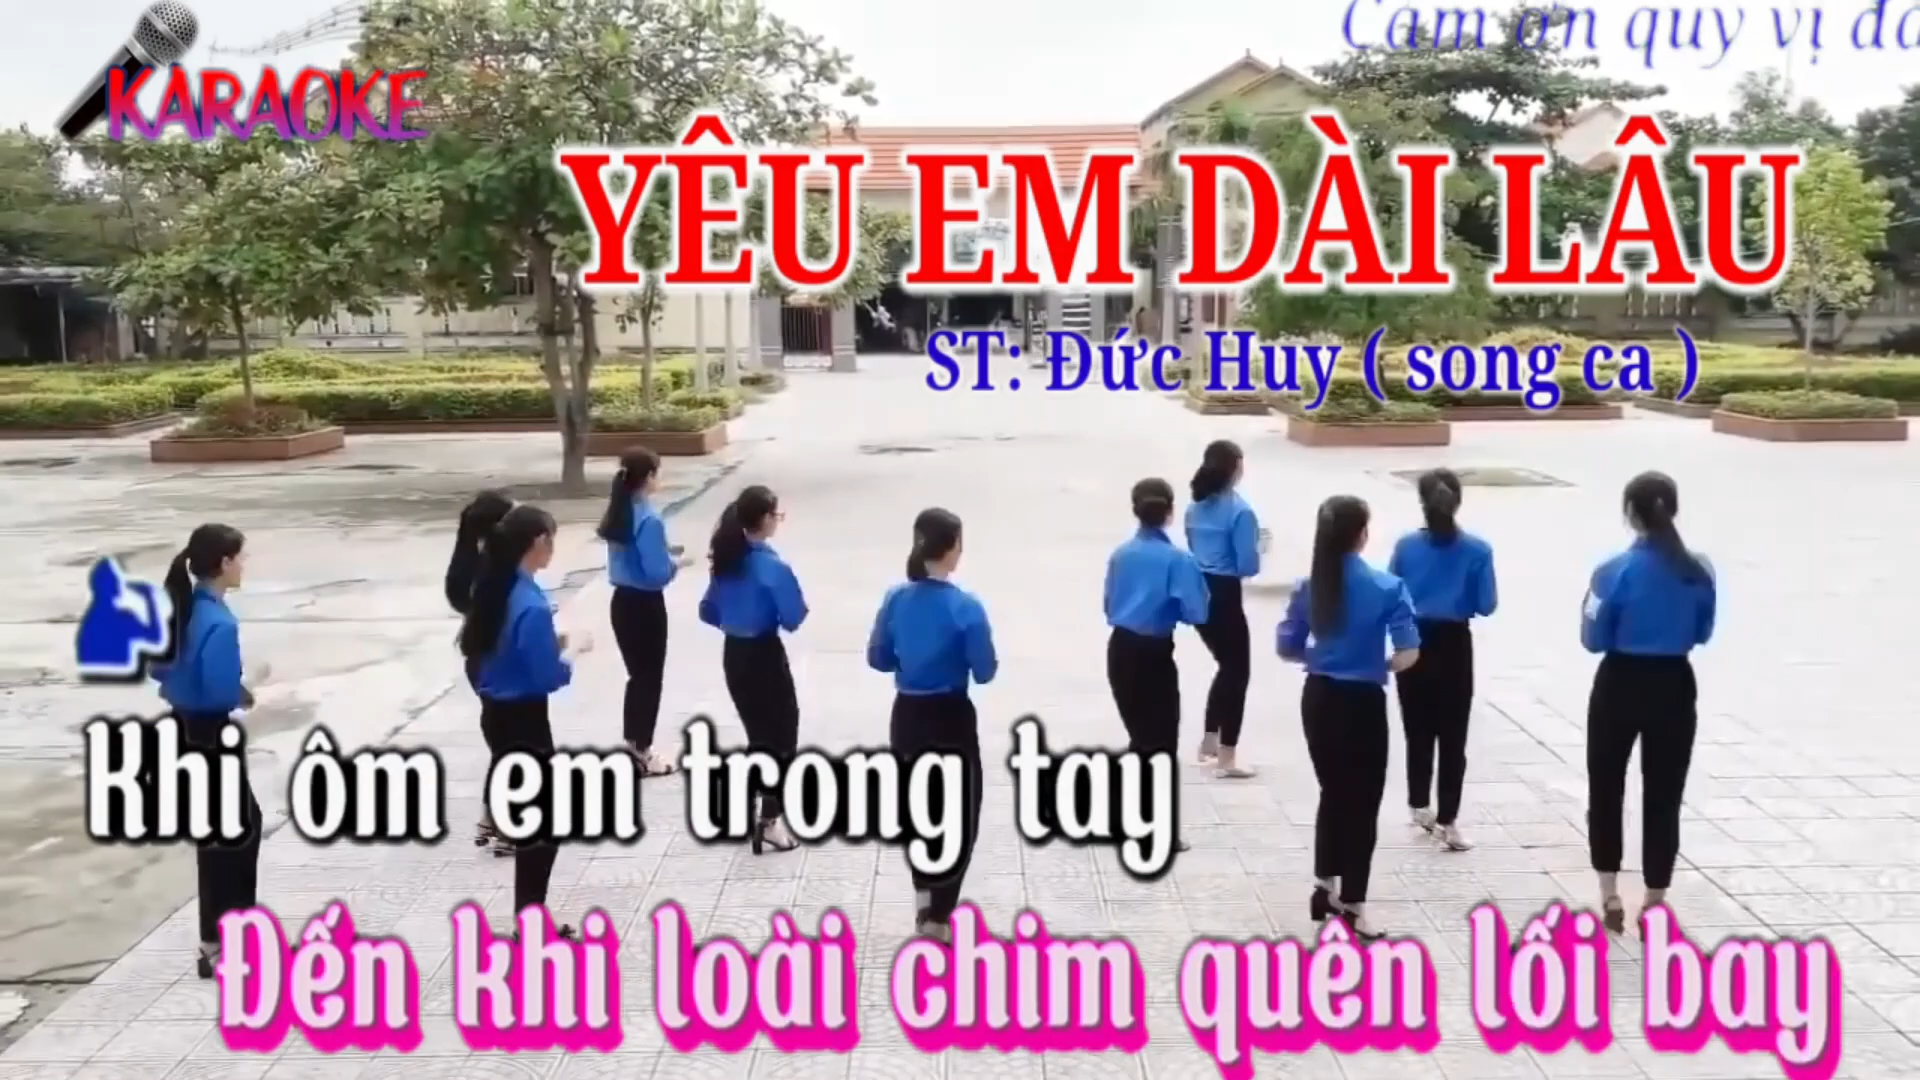 Cảm ơn quý vị đã
KARAOKE
YÊU EM DÀI LÂU
ST: Đức Huy ( song ca )
Khi ôm em trong tay
Đến khi loài chim quên lối bay